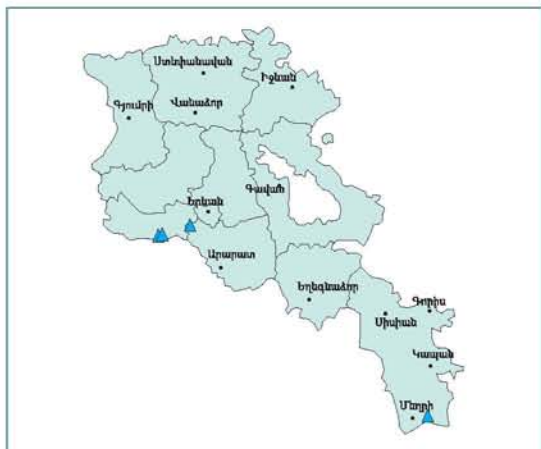 Ստեփանավան
Իջևան
Գյումրի
Վանաձոր
Գավառ
Երևան
Արարատ
Եղեգնաձոր
Գորիս
Սիսիան
Կապան
Մեղրի